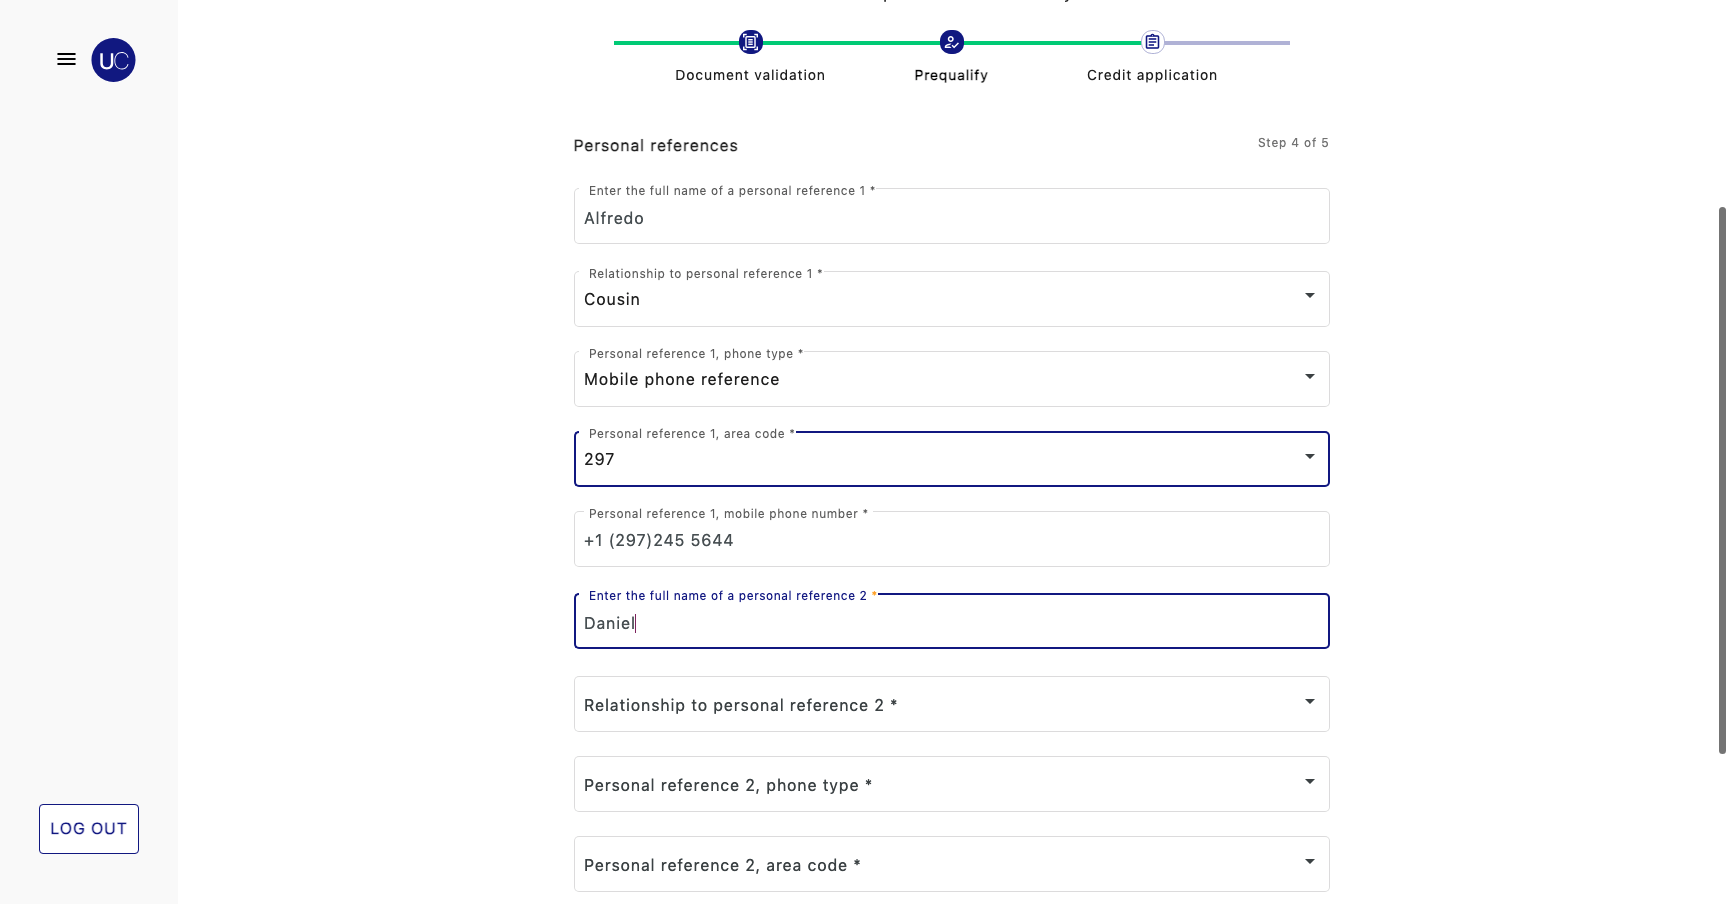 UC
Document validation
Prequalify
Credit application
Personal references
Step 4 of 5
Enter the full name of a personal reference 1 *
Alfredo
Relationship to personal reference 1 *
Cousin
Personal reference 1, phone type *
Mobile phone reference
Personal reference 1, area code *
297
Personal reference 1, mobile phone number *
+1 (297)245 5644
Enter the full name of a personal reference 2 *
Daniel
Relationship to personal reference 2 *
Personal reference 2, phone type *
Personal reference 2, area code *
LOG OUT